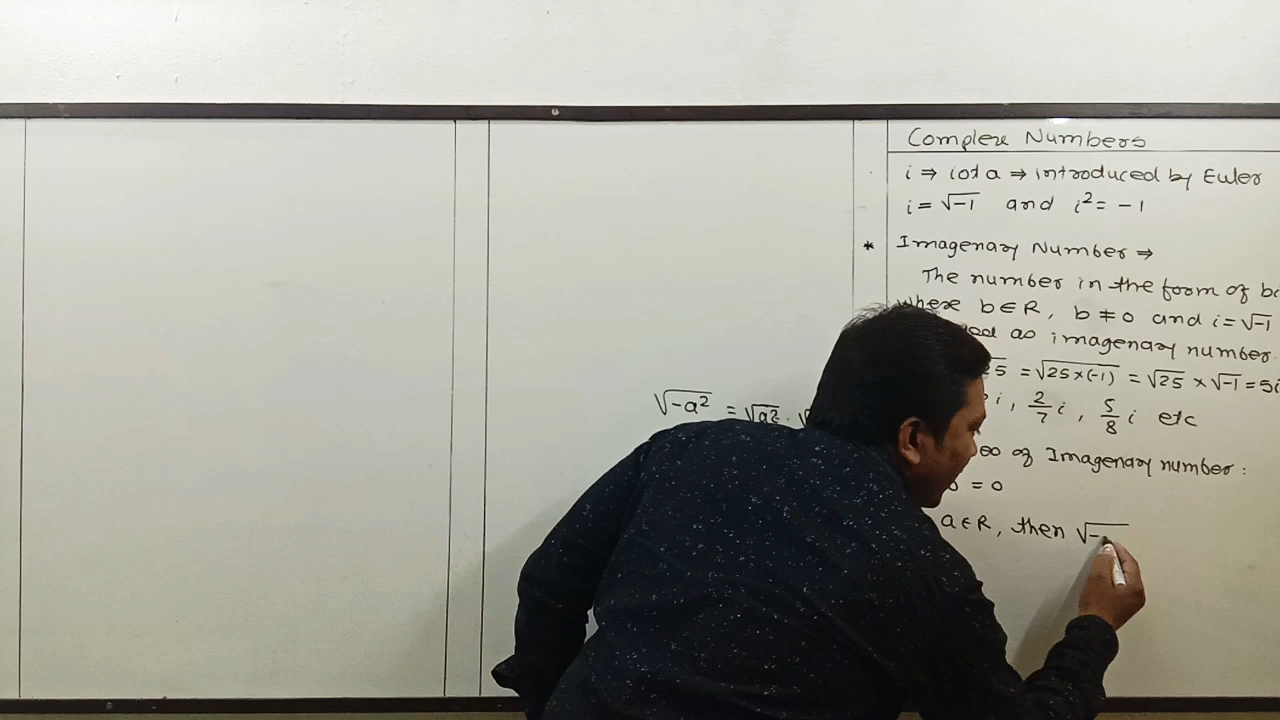 Complex Numbers
i ⇒ iota ⇒ introduced by Euler
i = √-1 and i² = -1
* Imagenary Number ⇒
The number in the form of b
where b∈R, b ≠ 0 and i = √-1
as imagenary number.
5 = √25×(-1) = √25 × √-1 = 5i
i, 2/7 i, 5/8 i etc
√-a² = √a² ·
of Imagenary number :
= 0
a∈R, then √-